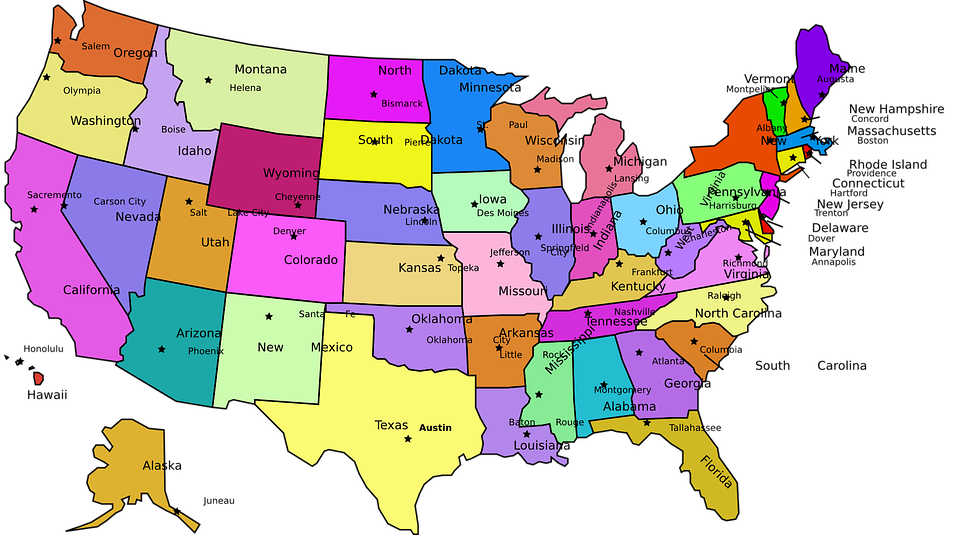 Salem Oregon
Olympia
Washington
Boise
Idaho
Montana
Helena
North Dakota
Bismarck
Minnesota
St. Paul
South Dakota
Pierre
Wyoming
Cheyenne
Wisconsin
Madison
Michigan
Lansing
Vermont
Montpelier
Maine
Augusta
New Hampshire
Concord
Massachusetts
Boston
Albany
New York
Rhode Island
Providence
Connecticut
Hartford
New Jersey
Trenton
Delaware
Dover
Maryland
Annapolis
Pennsylvania
Harrisburg
Sacramento
California
Carson City
Nevada
Salt Lake City
Utah
Denver
Colorado
Nebraska
Lincoln
Iowa
Des Moines
Illinois
Springfield
Indianapolis
Indiana
Ohio
Columbus
West Virginia
Charleston
Richmond
Virginia
Kansas
Topeka
Jefferson City
Missouri
Frankfurt
Kentucky
Arizona
Phoenix
Santa Fe
New Mexico
Oklahoma
Oklahoma City
Arkansas
Little Rock
Nashville
Tennessee
Raleigh
North Carolina
Columbia
South Carolina
Mississippi
Atlanta
Georgia
Montgomery
Alabama
Texas
Austin
Baton Rouge
Louisiana
Tallahassee
Florida
Honolulu
Hawaii
Alaska
Juneau